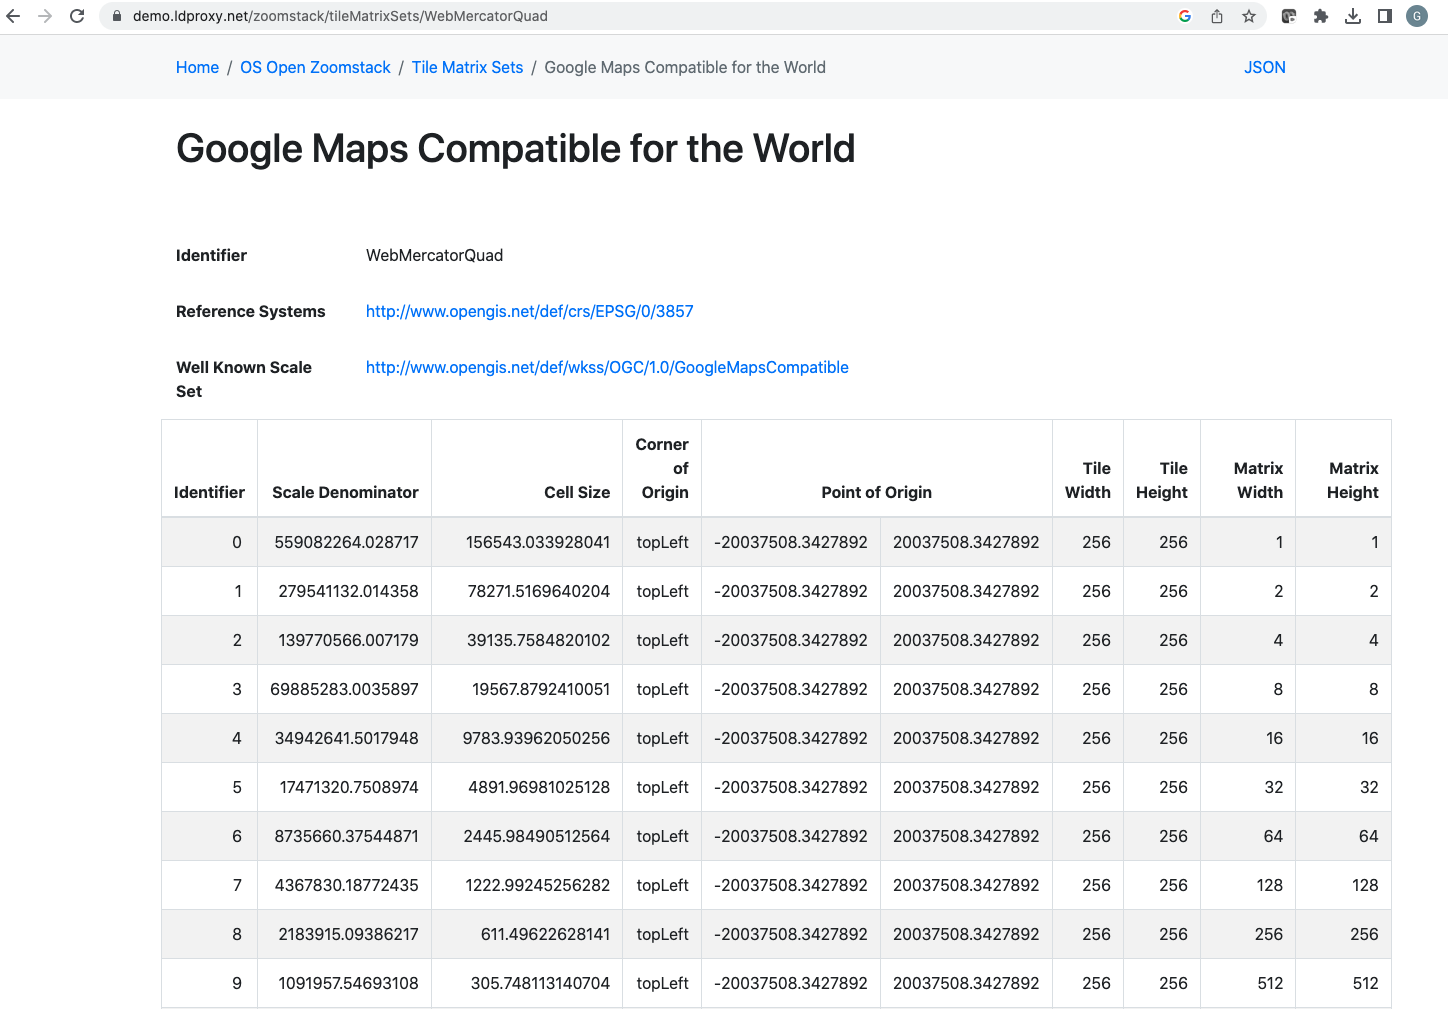 demo.ldproxy.net/zoomstack/tileMatrixSets/WebMercatorQuad
G
Home / OS Open Zoomstack / Tile Matrix Sets / Google Maps Compatible for the World JSON
Google Maps Compatible for the World
Identifier WebMercatorQuad
Reference Systems http://www.opengis.net/def/crs/EPSG/0/3857
Well Known Scale Set http://www.opengis.net/def/wkss/OGC/1.0/GoogleMapsCompatible
Identifier Scale Denominator Cell Size Corner of Origin Point of Origin Tile Width Tile Height Matrix Width Matrix Height
0 559082264.028717 156543.033928041 topLeft -20037508.3427892 20037508.3427892 256 256 1 1
1 279541132.014358 78271.5169640204 topLeft -20037508.3427892 20037508.3427892 256 256 2 2
2 139770566.007179 39135.7584820102 topLeft -20037508.3427892 20037508.3427892 256 256 4 4
3 69885283.0035897 19567.8792410051 topLeft -20037508.3427892 20037508.3427892 256 256 8 8
4 34942641.5017948 9783.93962050256 topLeft -20037508.3427892 20037508.3427892 256 256 16 16
5 17471320.7508974 4891.96981025128 topLeft -20037508.3427892 20037508.3427892 256 256 32 32
6 8735660.37544871 2445.98490512564 topLeft -20037508.3427892 20037508.3427892 256 256 64 64
7 4367830.18772435 1222.99245256282 topLeft -20037508.3427892 20037508.3427892 256 256 128 128
8 2183915.09386217 611.49622628141 topLeft -20037508.3427892 20037508.3427892 256 256 256 256
9 1091957.54693108 305.748113140704 topLeft -20037508.3427892 20037508.3427892 256 256 512 512